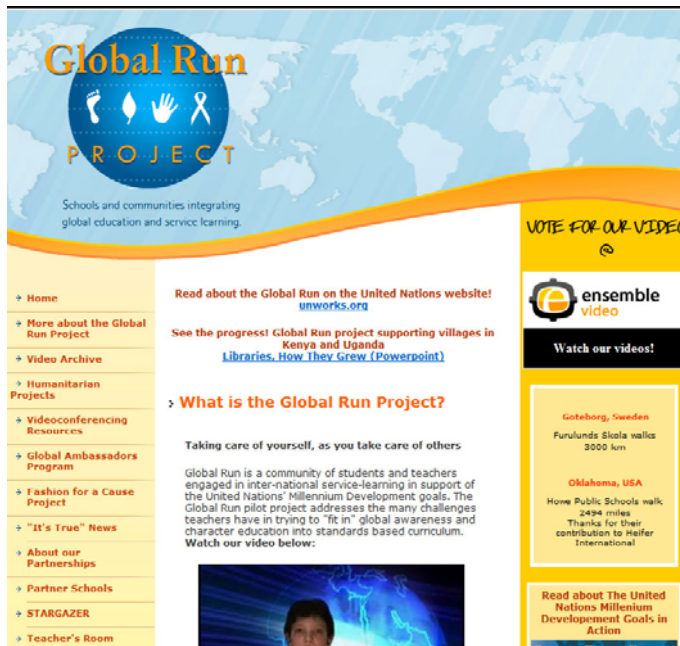 Global Run
PROJECT
Schools and communities integrating
global education and service learning.
VOTE FOR OUR VIDEO
@
ensemble
video
Watch our videos!
Home
More about the Global
Run Project
Video Archive
Humanitarian
Projects
Videoconferencing
Resources
Global Ambassadors
Program
Fashion for a Cause
Project
"It's True" News
About our
Partnerships
Partner Schools
STARGAZER
Teacher's Room
Read about the Global Run on the United Nations website!
unworks.org
See the progress! Global Run project supporting villages in
Kenya and Uganda
Libraries, How They Grew (Powerpoint)
What is the Global Run Project?
Taking care of yourself, as you take care of others
Global Run is a community of students and teachers
engaged in inter-national service-learning in support of
the United Nations' Millennium Development goals. The
Global Run pilot project addresses the many challenges
teachers have in trying to "fit in" global awareness and
character education into standards based curriculum.
Watch our video below:
Goteborg, Sweden
Furulunds Skola walks
3000 km
Oklahoma, USA
Howe Public Schools walk
2494 miles
Thanks for their
contribution to Heifer
International
Read about The United
Nations Millenium
Developement Goals in
Action